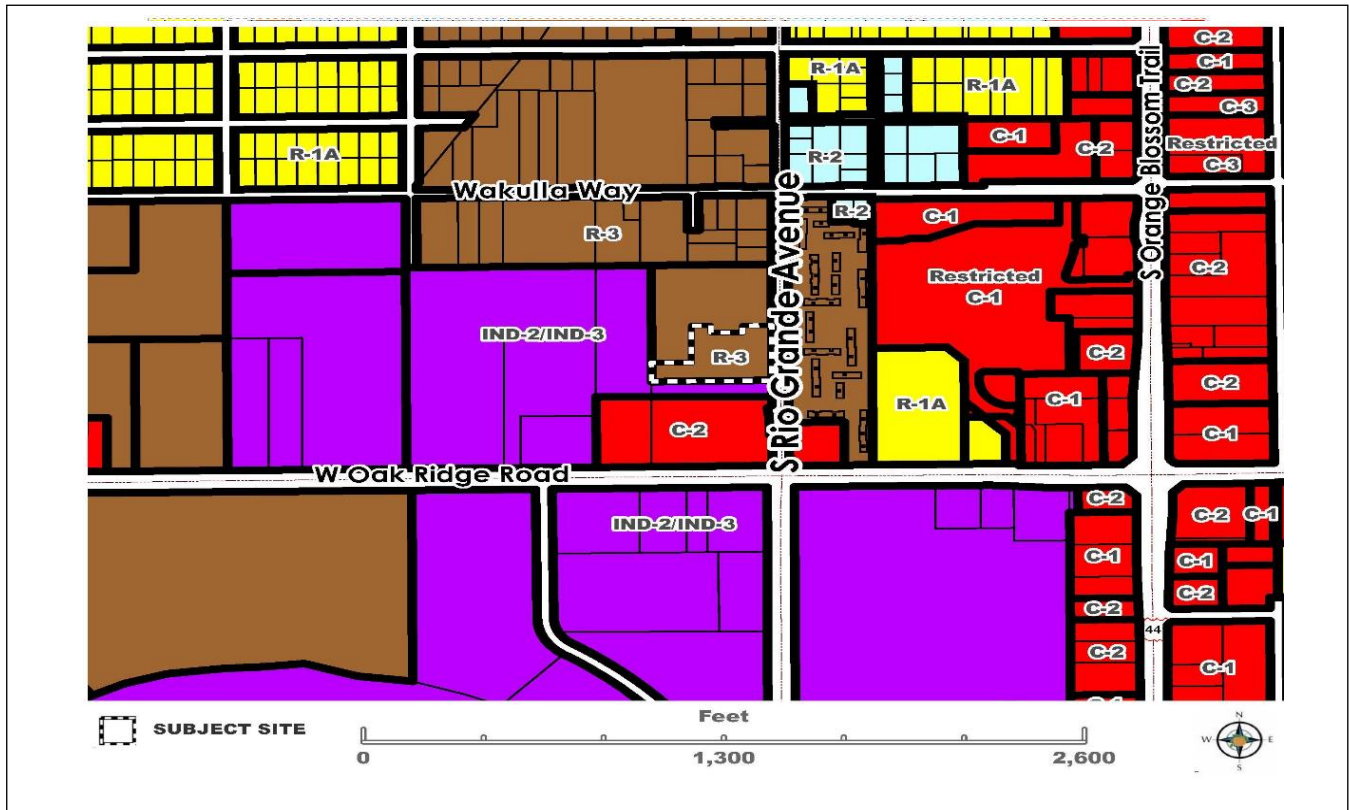 C-2
C-1
R-1A
C-2
R-1A
C-3
C-1
C-2
Restricted
C-3
R-1A
R-2
S Orange Blossom Trail
Wakulla Way
R-2
C-1
R-3
S Rio Grande Avenue
Restricted
C-1
C-2
IND-2/IND-3
R-3
C-2
C-2
R-1A
C-1
C-2
C-1
W Oak Ridge Road
C-2
C-2
C-1
IND-2/IND-3
C-1
C-1
C-2
C-2
44
C-2
C-1
SUBJECT SITE
Feet
0
1,300
2,600
N
W
E
S